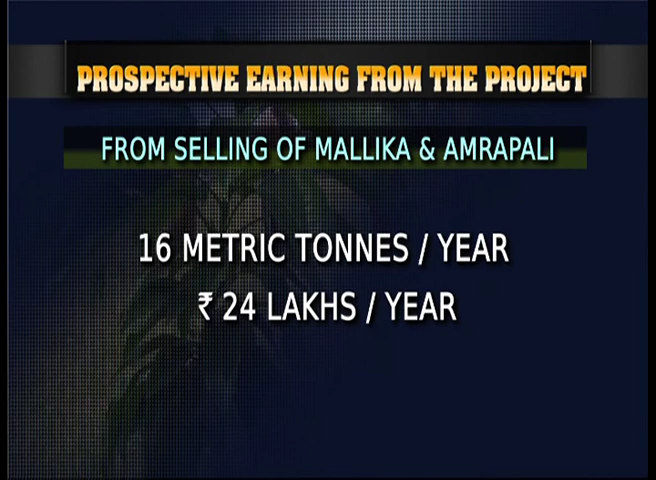 PROSPECTIVE EARNING FROM THE PROJECT
FROM SELLING OF MALLIKA & AMRAPALI
16 METRIC TONNES / YEAR
₹ 24 LAKHS / YEAR